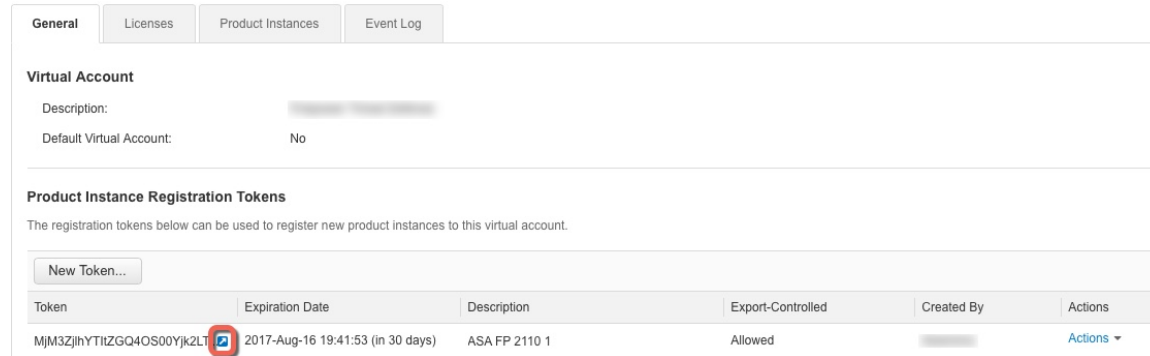 General Licenses Product Instances Event Log
Virtual Account
Description:
Default Virtual Account: No
Product Instance Registration Tokens
The registration tokens below can be used to register new product instances to this virtual account.
New Token...
Token Expiration Date Description Export-Controlled Created By Actions
2017-Aug-16 19:41:53 (in 30 days) ASA FP 2110 1 Allowed Actions